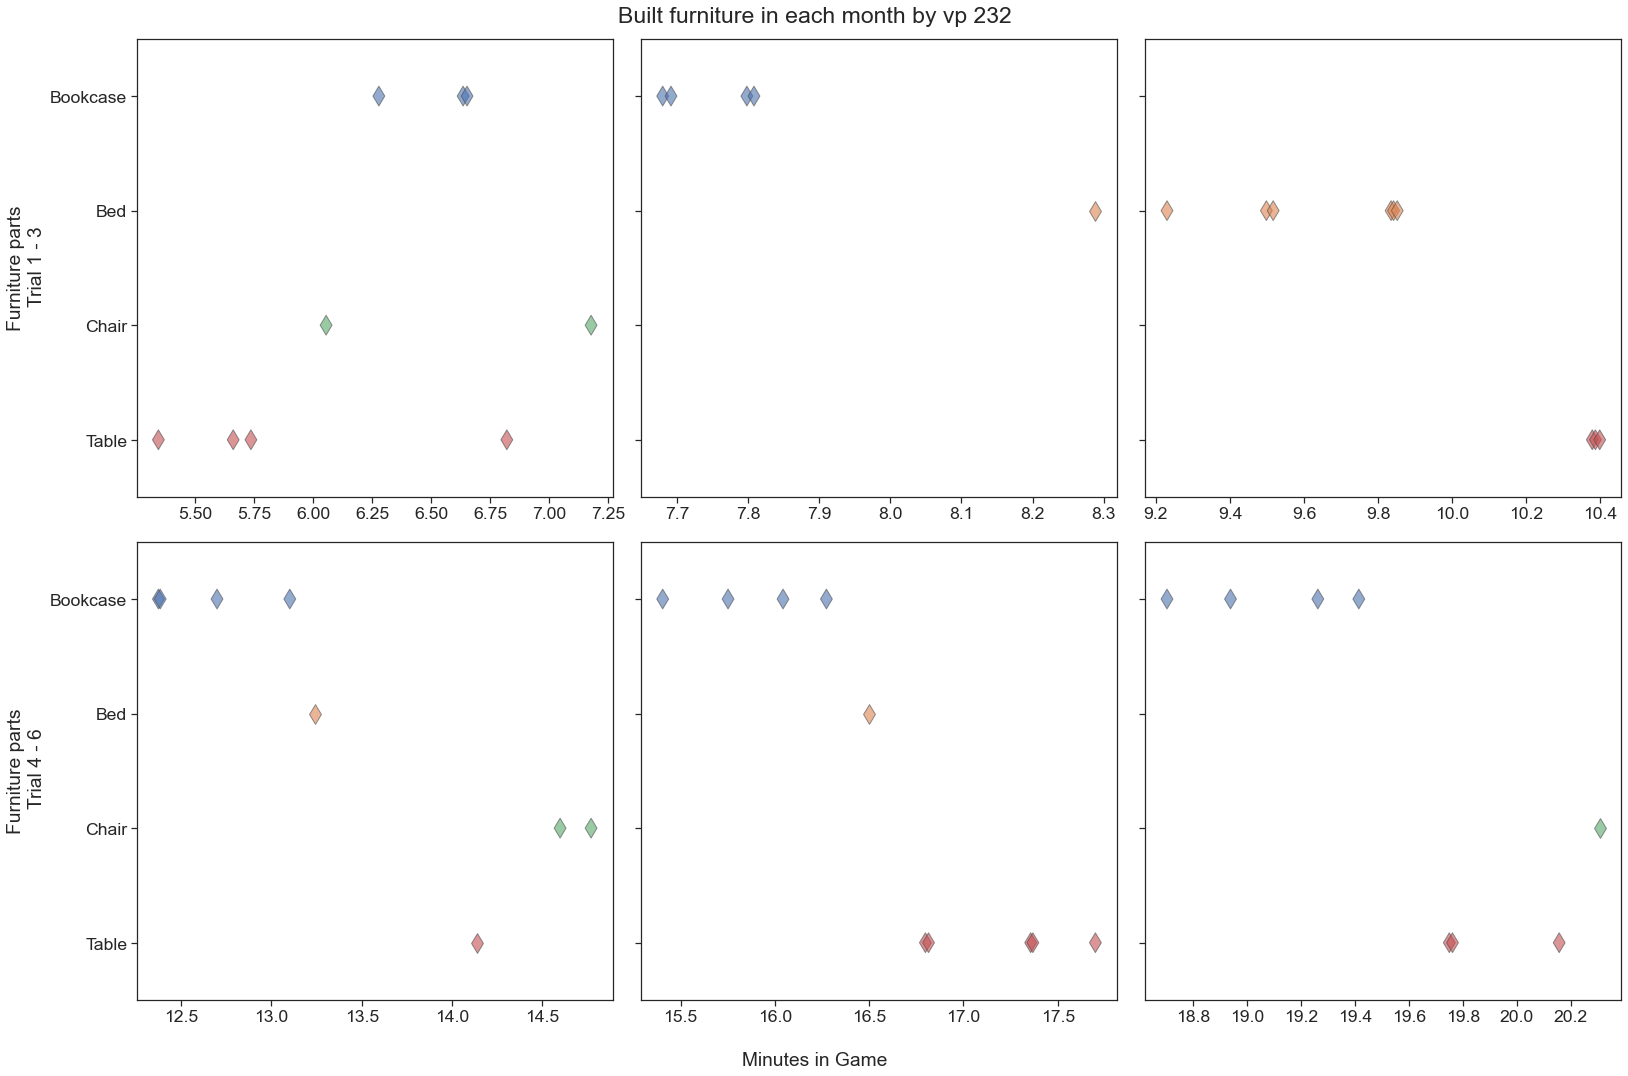 Built furniture in each month by vp 232
Furniture parts
Trial 1 - 3
Bookcase
Bed
Chair
Table
5.50 5.75 6.00 6.25 6.50 6.75 7.00 7.25
7.7 7.8 7.9 8.0 8.1 8.2 8.3
9.2 9.4 9.6 9.8 10.0 10.2 10.4
Furniture parts
Trial 4 - 6
Bookcase
Bed
Chair
Table
12.5 13.0 13.5 14.0 14.5
15.5 16.0 16.5 17.0 17.5
18.8 19.0 19.2 19.4 19.6 19.8 20.0 20.2
Minutes in Game